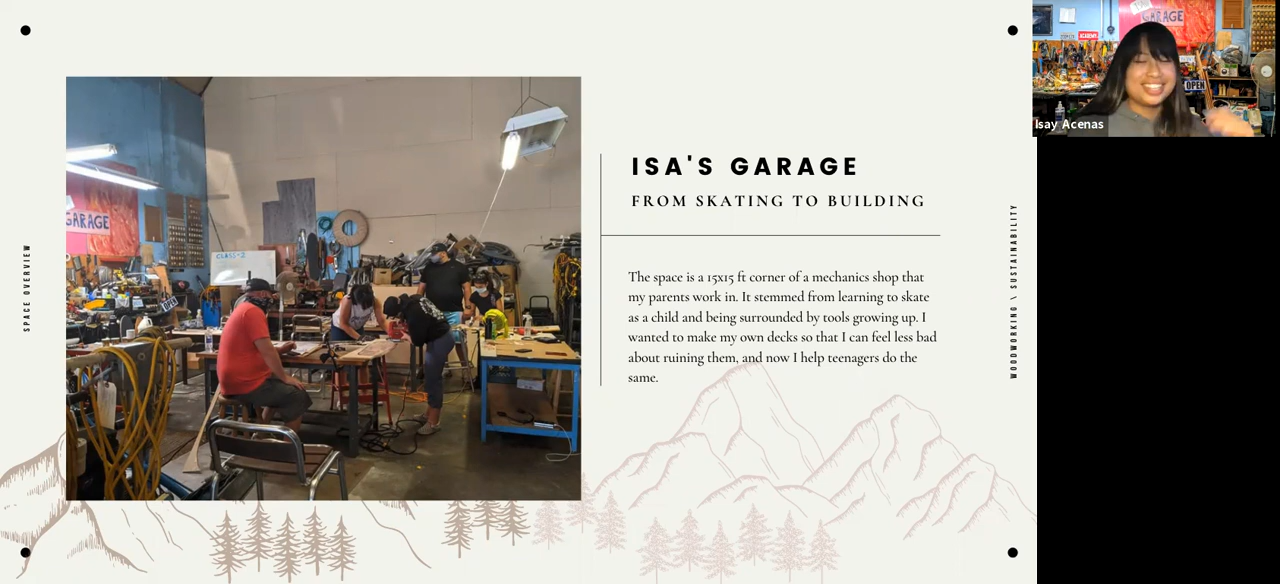 SPACE OVERVIEW
GARAGE
CLASS 2
OPEN
ISA'S GARAGE
FROM SKATING TO BUILDING
The space is a 15x15 ft corner of a mechanics shop that
my parents work in. It stemmed from learning to skate
as a child and being surrounded by tools growing up. I
wanted to make my own decks so that I can feel less bad
about ruining them, and now I help teenagers do the
same.
WOODWORKING \ SUSTAINABILITY
GARAGE
ACADEMY
OPEN
Isay Acenas